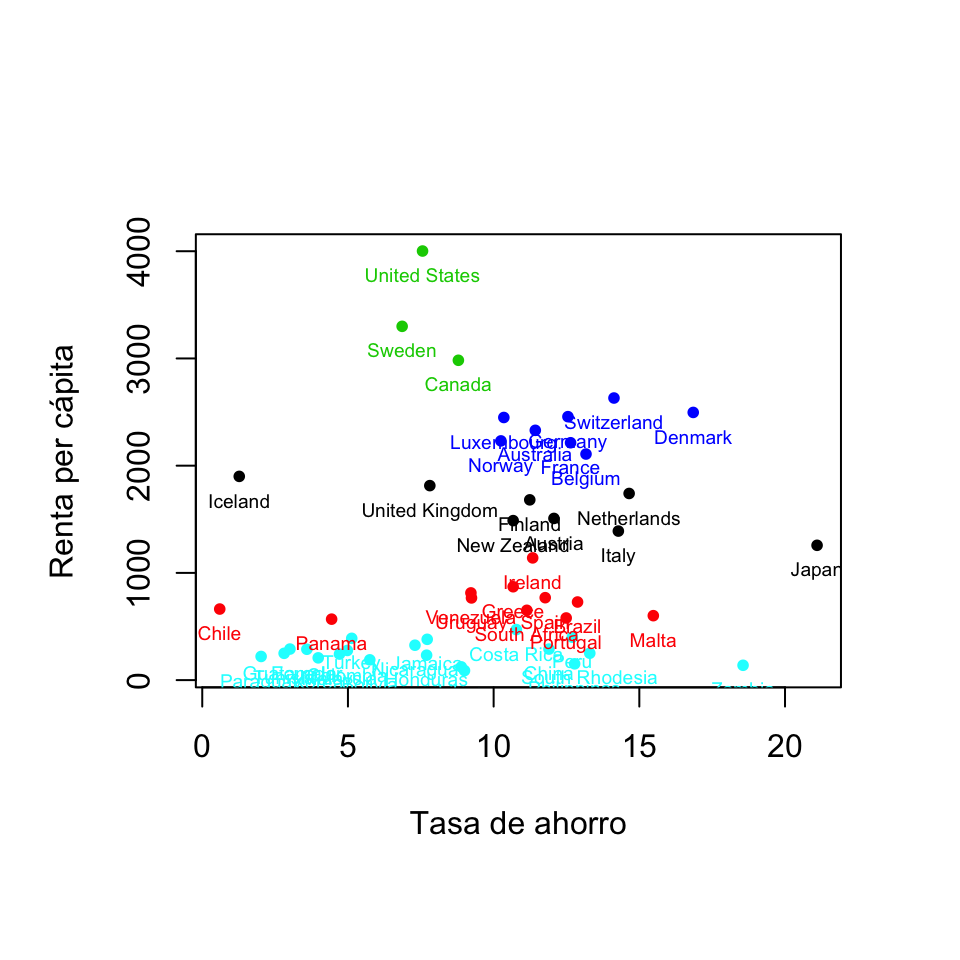 4000
United States
Sweden
3000
Canada
Switzerland
Denmark
Luxembourg
Germany
Australia
Norway
France
2000
Belgium
Iceland
United Kingdom
Netherlands
Finland
New Zealand
Austria
Italy
Japan
1000
Ireland
Greece
Venezuela
Uruguay
Spain
Brazil
Chile
South Africa
Panama
Portugal
Malta
Costa Rica
Turkey
Jamaica
Peru
Nicaragua
China
South Rhodesia
Honduras
0
Renta per cápita
0 5 10 15 20
Tasa de ahorro